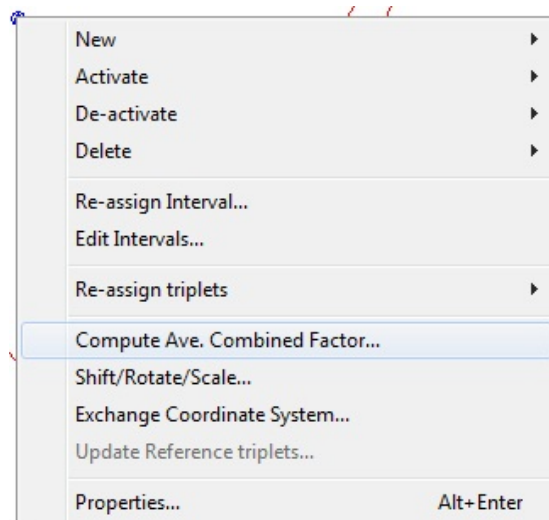 New
Activate
De-activate
Delete
Re-assign Interval...
Edit Intervals...
Re-assign triplets
Compute Ave. Combined Factor...
Shift/Rotate/Scale...
Exchange Coordinate System...
Update Reference triplets...
Properties... Alt+Enter